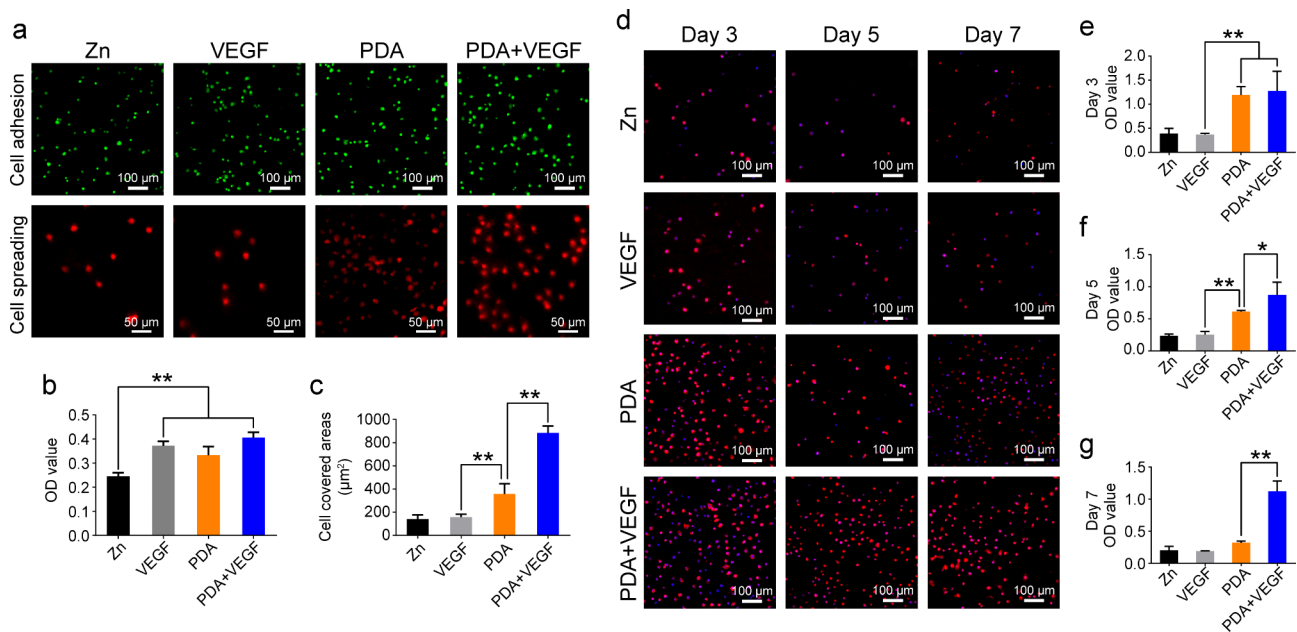 a
Zn VEGF PDA PDA+VEGF
Cell adhesion
100 µm 100 µm 100 µm 100 µm
Cell spreading
50 µm 50 µm 50 µm 50 µm
b
**
OD value
0.5
0.4
0.3
0.2
0.1
0.0
Zn VEGF PDA PDA+VEGF
c
**
**
Cell covered areas
(µm²)
1000
800
600
400
200
0
Zn VEGF PDA PDA+VEGF
d
Day 3 Day 5 Day 7
Zn
100 µm 100 µm 100 µm
VEGF
100 µm 100 µm 100 µm
PDA
100 µm 100 µm 100 µm
PDA+VEGF
100 µm 100 µm 100 µm
e
**
Day 3
OD value
2.0
1.5
1.0
0.5
0.0
Zn VEGF PDA PDA+VEGF
f
*
**
Day 5
OD value
1.5
1.0
0.5
0.0
Zn VEGF PDA PDA+VEGF
g
**
Day 7
OD value
1.5
1.0
0.5
0.0
Zn VEGF PDA PDA+VEGF